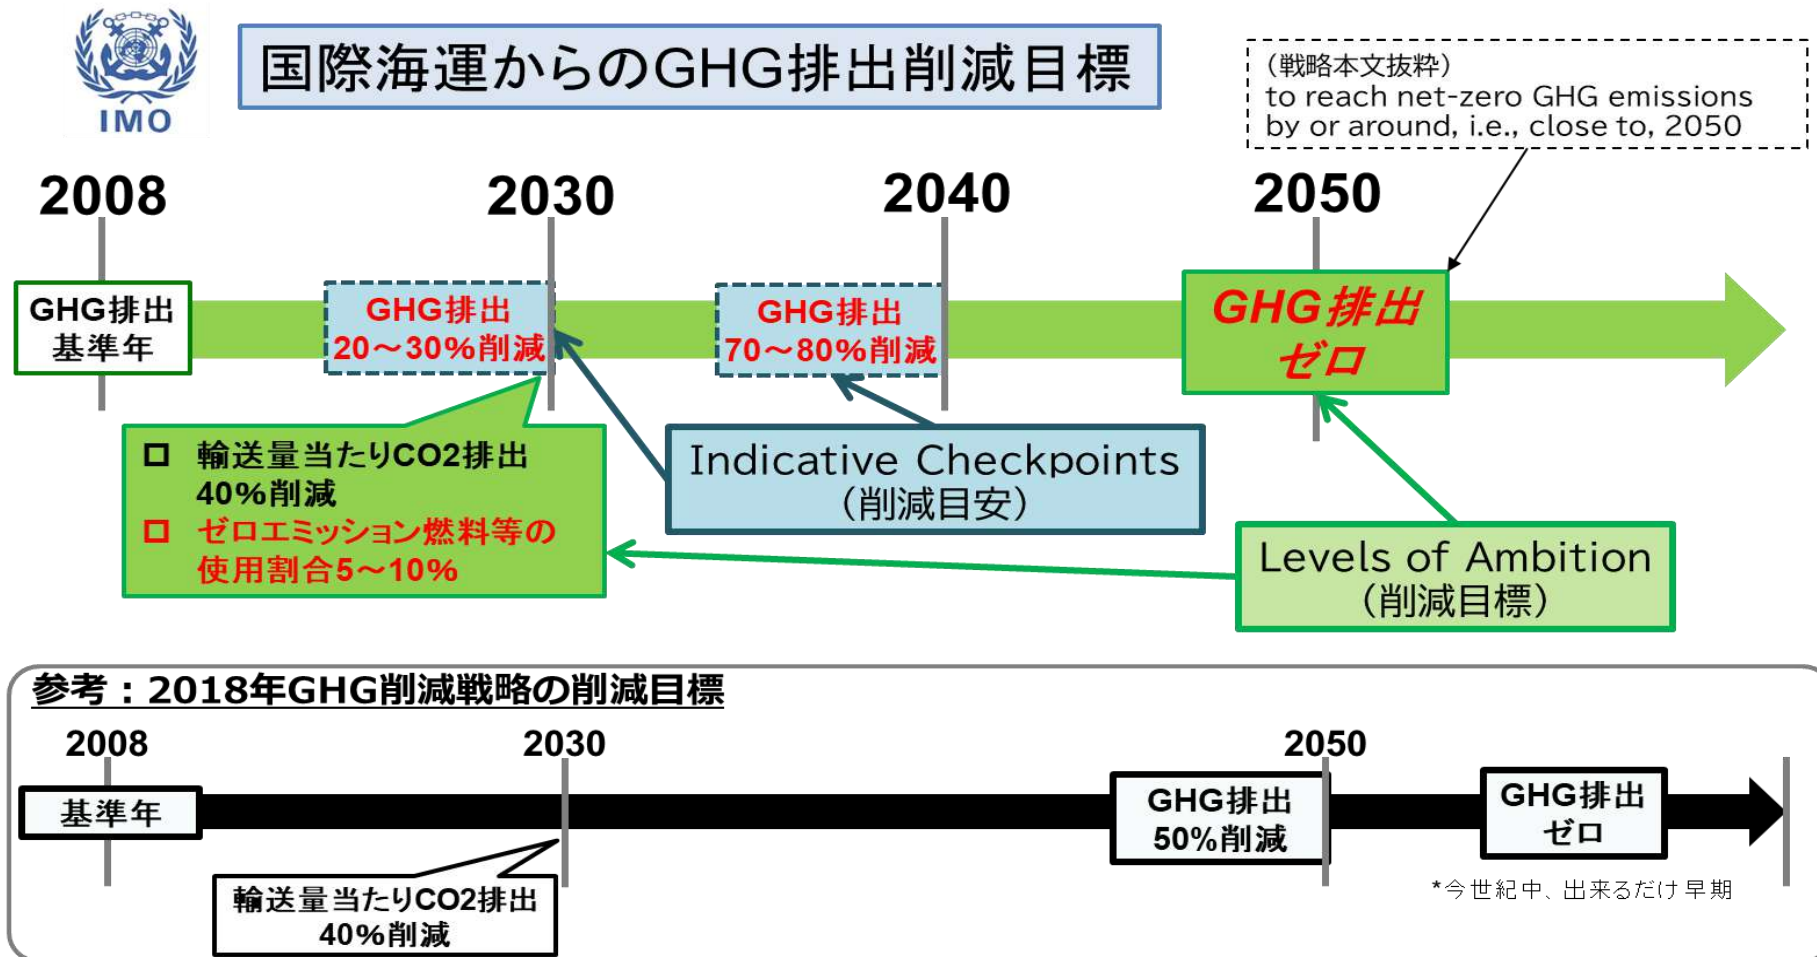 IMO
国際海運からのGHG排出削減目標
(戦略本文抜粋)
to reach net-zero GHG emissions
by or around, i.e., close to, 2050
2008
2030
2040
2050
GHG排出
基準年
GHG排出
20～30%削減
GHG排出
70～80%削減
GHG排出
ゼロ
輸送量当たりCO2排出
40%削減
ゼロエミッション燃料等の
使用割合5～10%
Indicative Checkpoints
(削減目安)
Levels of Ambition
(削減目標)
参考：2018年GHG削減戦略の削減目標
2008
2030
2050
基準年
GHG排出
50%削減
GHG排出
ゼロ
輸送量当たりCO2排出
40%削減
*今世紀中、出来るだけ早期